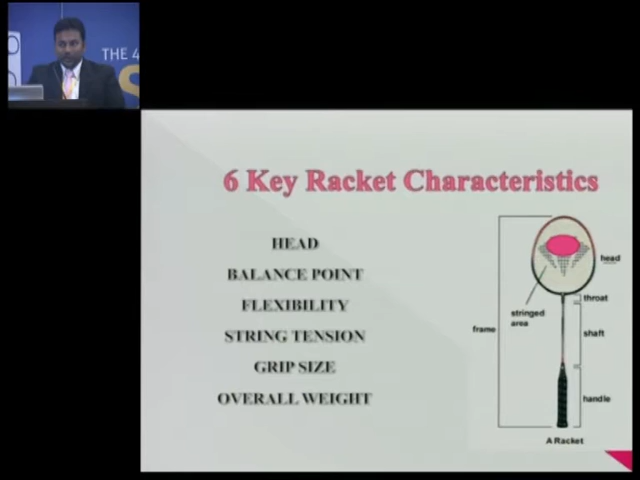 THE 4
S
6 Key Racket Characteristics
HEAD
BALANCE POINT
FLEXIBILITY
STRING TENSION
GRIP SIZE
OVERALL WEIGHT
head
throat
stringed
area
frame
shaft
handle
A Racket